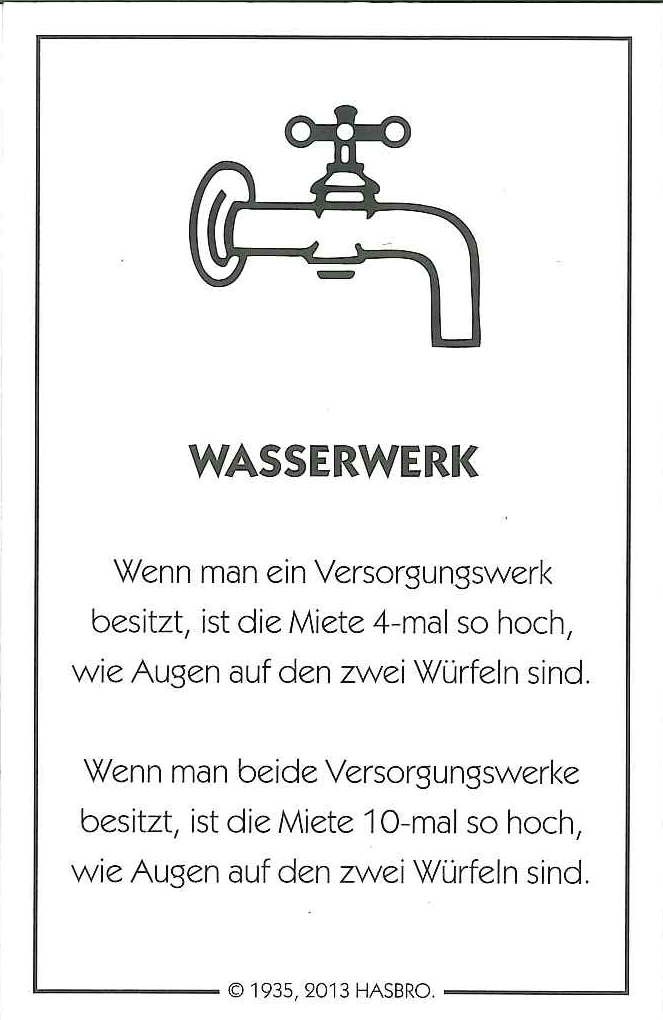 WASSERWERK
Wenn man ein Versorgungswerk
besitzt, ist die Miete 4-mal so hoch,
wie Augen auf den zwei Würfeln sind.
Wenn man beide Versorgungswerke
besitzt, ist die Miete 10-mal so hoch,
wie Augen auf den zwei Würfeln sind.
© 1935, 2013 HASBRO.